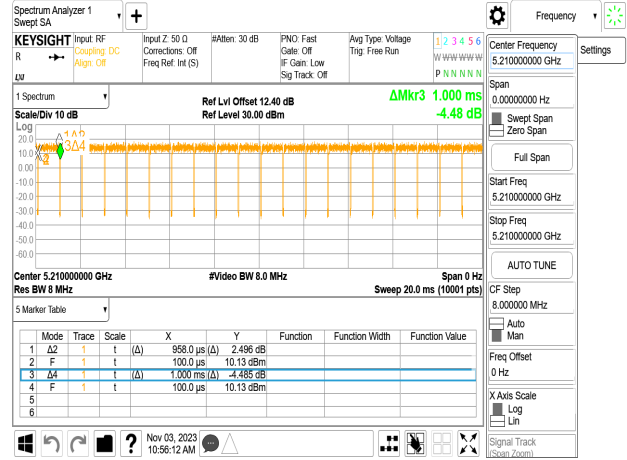 Spectrum Analyzer 1
Swept SA
Frequency
KEYSIGHT
R
LXI
Input: RF
Coupling: DC
Align: Off
Input Z: 50 Ω
Corrections: Off
Freq Ref: Int (S)
#Atten: 30 dB
PNO: Fast
Gate: Off
IF Gain: Low
Sig Track: Off
Avg Type: Voltage
Trig: Free Run
1 2 3 4 5 6
W W W W W W
P N N N N N
Center Frequency
5.210000000 GHz
Settings
Span
0.00000000 Hz
Swept Span
Zero Span
Full Span
Start Freq
5.210000000 GHz
Stop Freq
5.210000000 GHz
AUTO TUNE
CF Step
8.000000 MHz
Auto
Man
Freq Offset
0 Hz
X Axis Scale
Log
Lin
Signal Track
(Span Zoom)
1 Spectrum
Scale/Div 10 dB
Ref Lvl Offset 12.40 dB
Ref Level 30.00 dBm
ΔMkr3 1.000 ms
-4.48 dB
Log
20.0
10.0
0.00
-10.0
-20.0
-30.0
-40.0
-50.0
-60.0
1Δ2
3Δ4
Center 5.210000000 GHz
#Video BW 8.0 MHz
Span 0 Hz
Res BW 8 MHz
Sweep 20.0 ms (10001 pts)
5 Marker Table
Mode Trace Scale X Y Function Function Width Function Value
1 Δ2 1 t (Δ) 958.0 µs (Δ) 2.496 dB
2 F 1 t 100.0 µs 10.13 dBm
3 Δ4 1 t (Δ) 1.000 ms (Δ) -4.485 dB
4 F 1 t 100.0 µs 10.13 dBm
5
6
Nov 03, 2023
10:56:12 AM